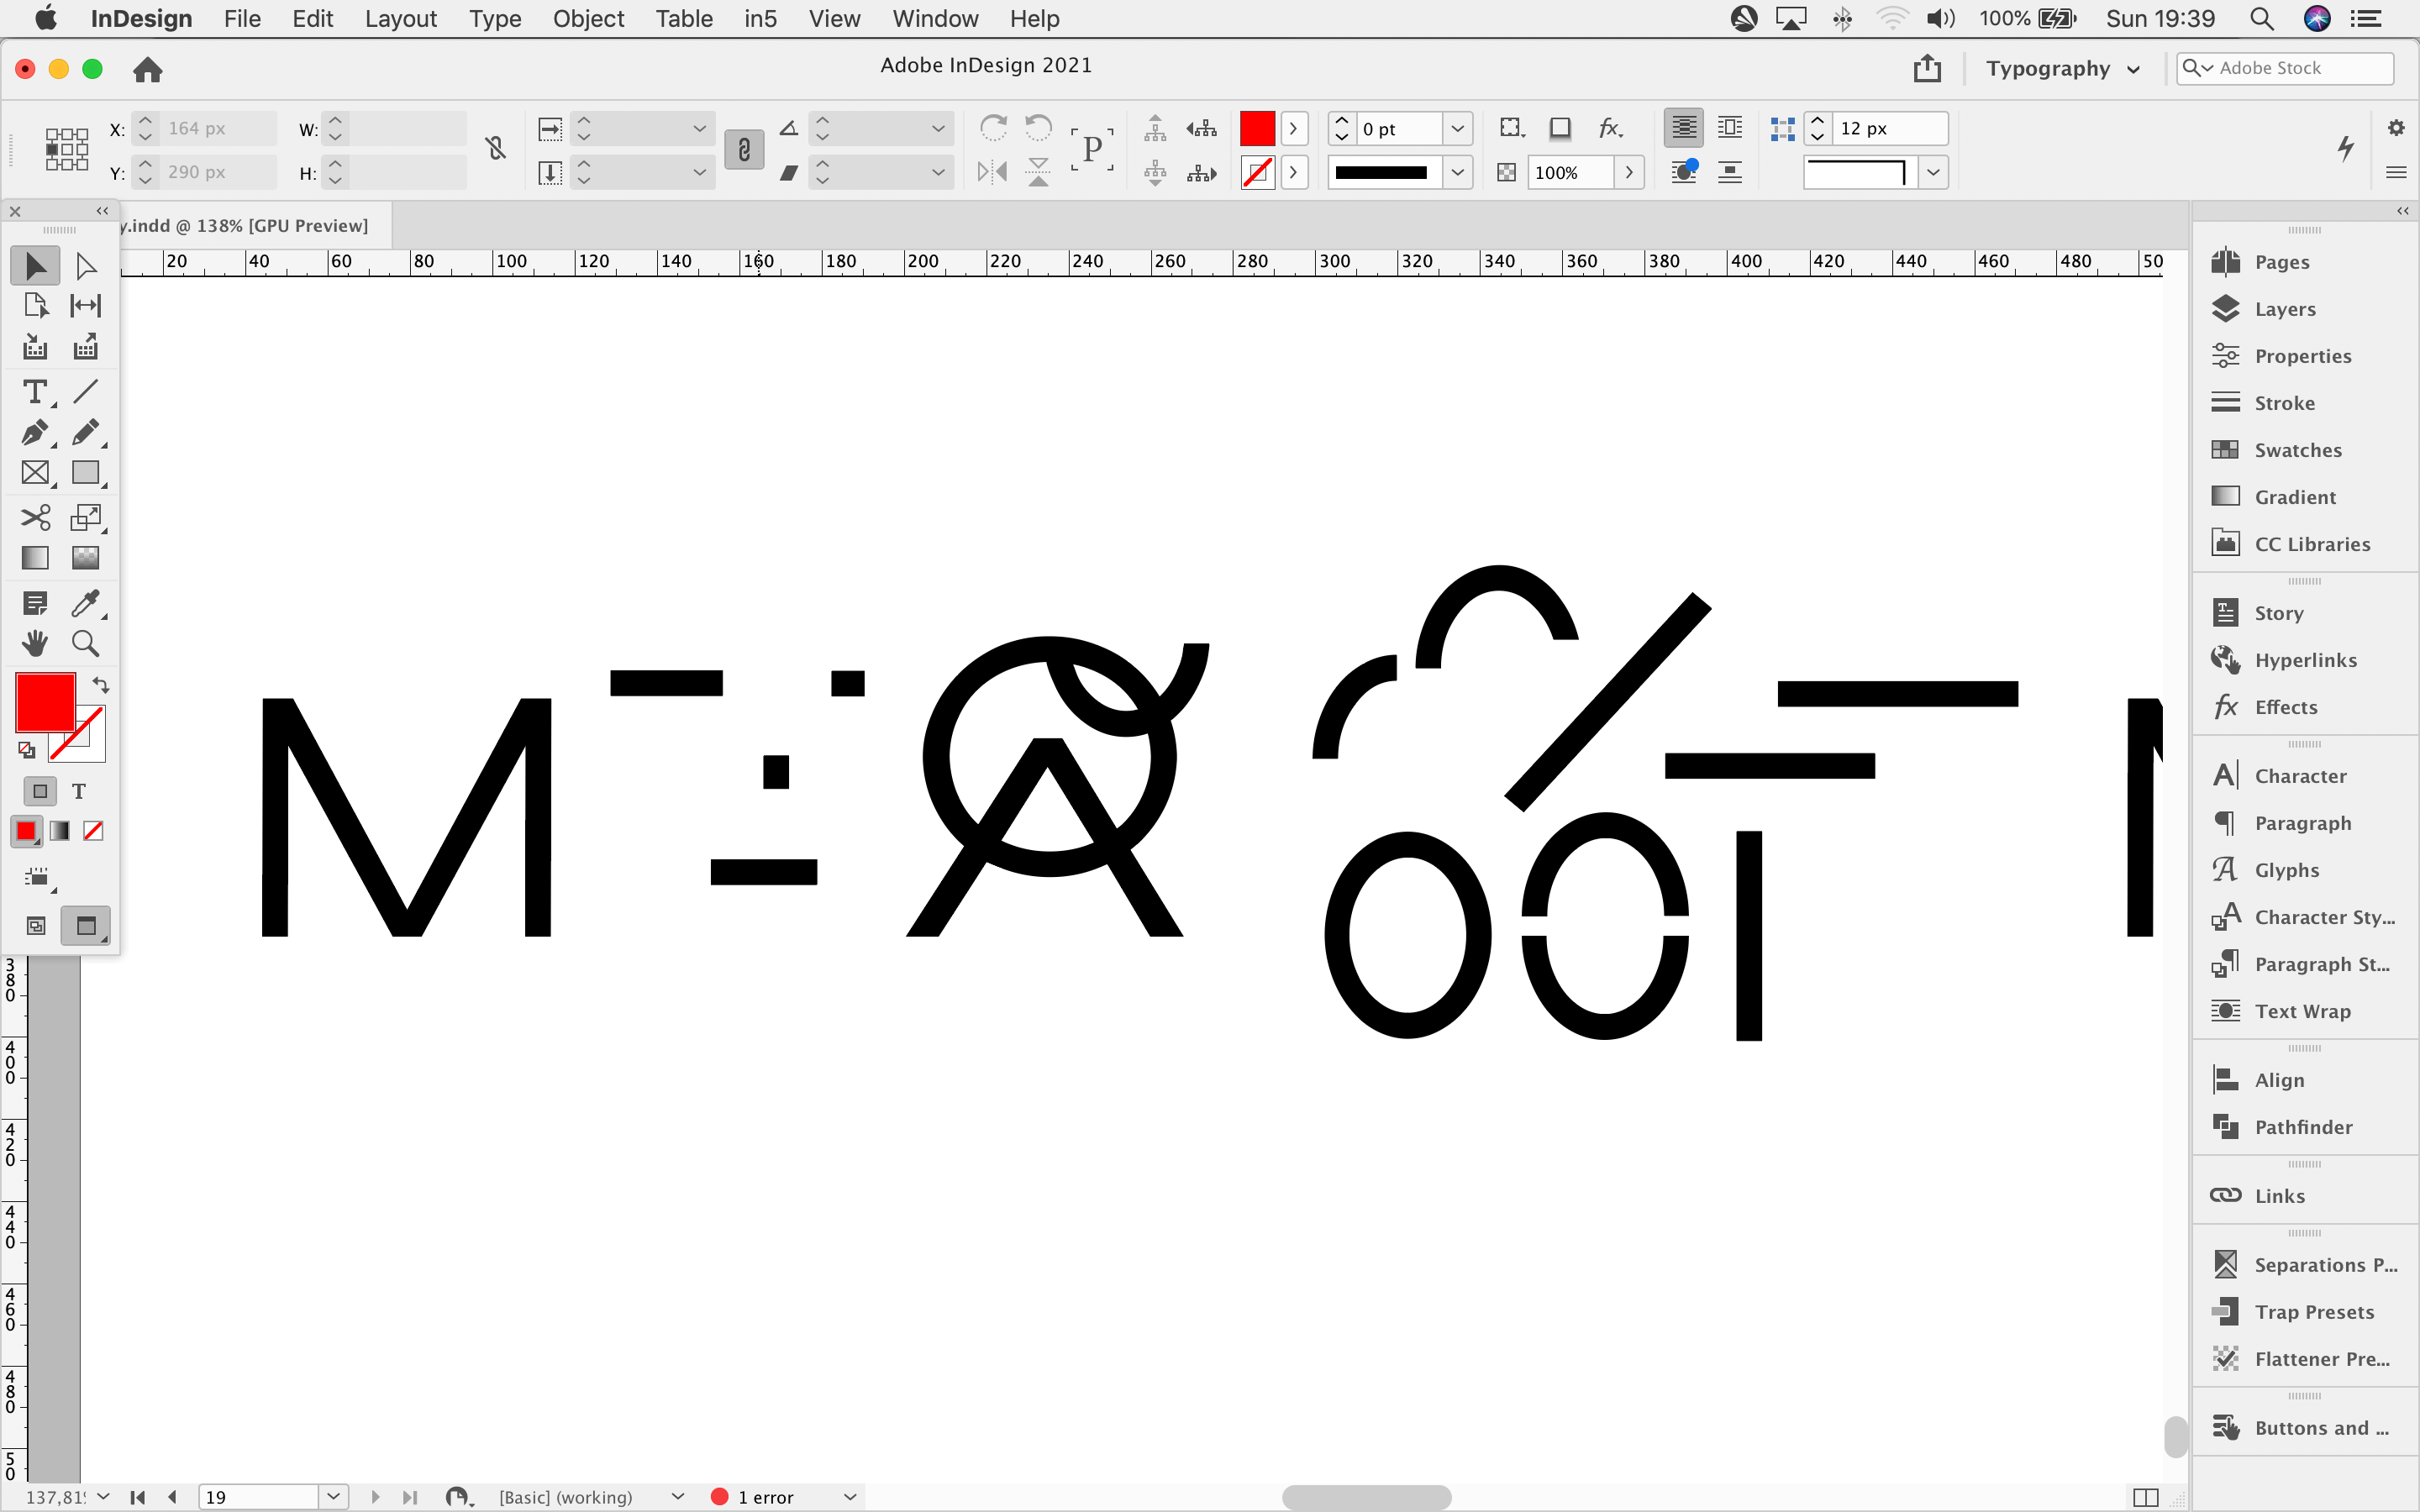 InDesign File Edit Layout Type Object Table in5 View Window Help 100% Sun 19:39
Adobe InDesign 2021 Typography Adobe Stock
X: 164 px W: 0 pt 12 px
Y: 290 px H: 100%
y.indd @ 138% [GPU Preview]
20 40 60 80 100 120 140 160 180 200 220 240 260 280 300 320 340 360 380 400 420 440 460 480 50
Pages
Layers
Properties
Stroke
Swatches
Gradient
CC Libraries
Story
Hyperlinks
Effects
Character
Paragraph
Glyphs
Character Sty...
Paragraph St...
Text Wrap
Align
Pathfinder
Links
Separations P...
Trap Presets
Flattener Pre...
Buttons and ...
380
400
420
440
460
480
50
137,81 19 [Basic] (working) 1 error